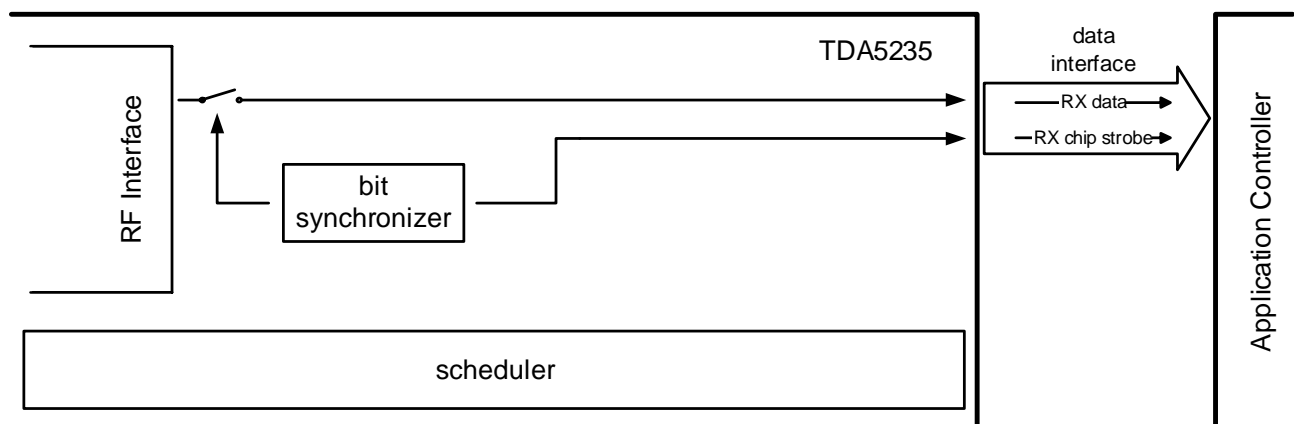 TDA5235
data
interface
RX data
RX chip strobe
RF Interface
bit
synchronizer
scheduler
Application Controller